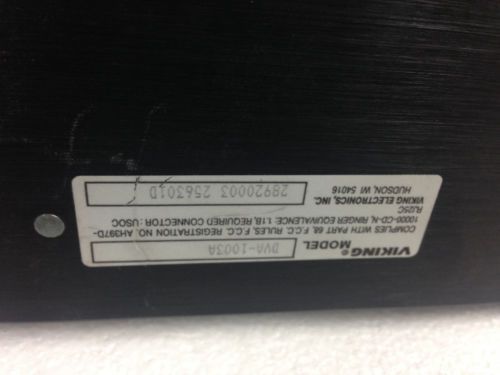 VIKING®
MODEL DVA-1003A
COMPLIES WITH PART 68, F.C.C. RULES, F.C.C. REGISTRATION NO. AH397D-
10000-CD-N, RINGER EQUIVALENCE 1.1B, REQUIRED CONNECTOR: USOC
RJ25C
VIKING ELECTRONICS, INC.
HUDSON, WI 54016
28920003 256301D